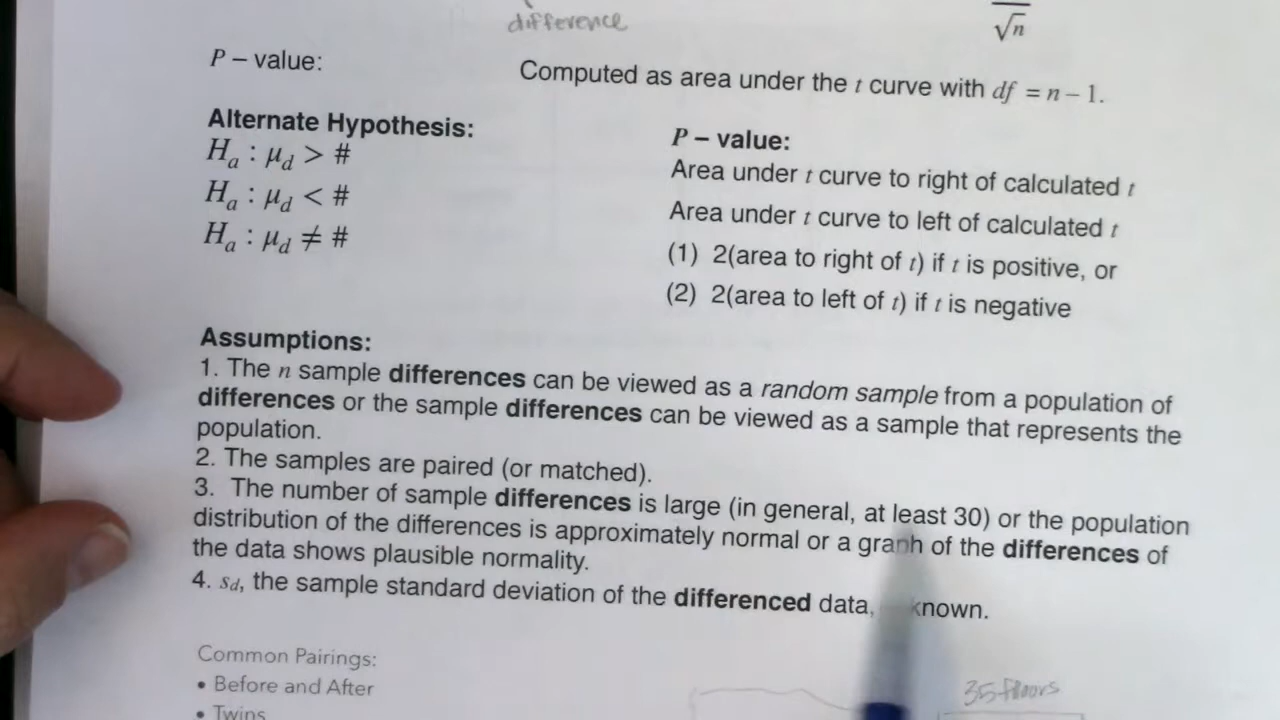 difference
√n
P – value:
Computed as area under the t curve with df = n – 1.
Alternate Hypothesis:
P – value:
Hₐ : μ_d > #
Area under t curve to right of calculated t
Hₐ : μ_d < #
Area under t curve to left of calculated t
Hₐ : μ_d ≠ #
(1) 2(area to right of t) if t is positive, or
(2) 2(area to left of t) if t is negative
Assumptions:
1. The n sample differences can be viewed as a random sample from a population of
differences or the sample differences can be viewed as a sample that represents the
population.
2. The samples are paired (or matched).
3. The number of sample differences is large (in general, at least 30) or the population
distribution of the differences is approximately normal or a graph of the differences of
the data shows plausible normality.
4. s_d, the sample standard deviation of the differenced data, known.
Common Pairings:
• Before and After
• Twins
35 floors